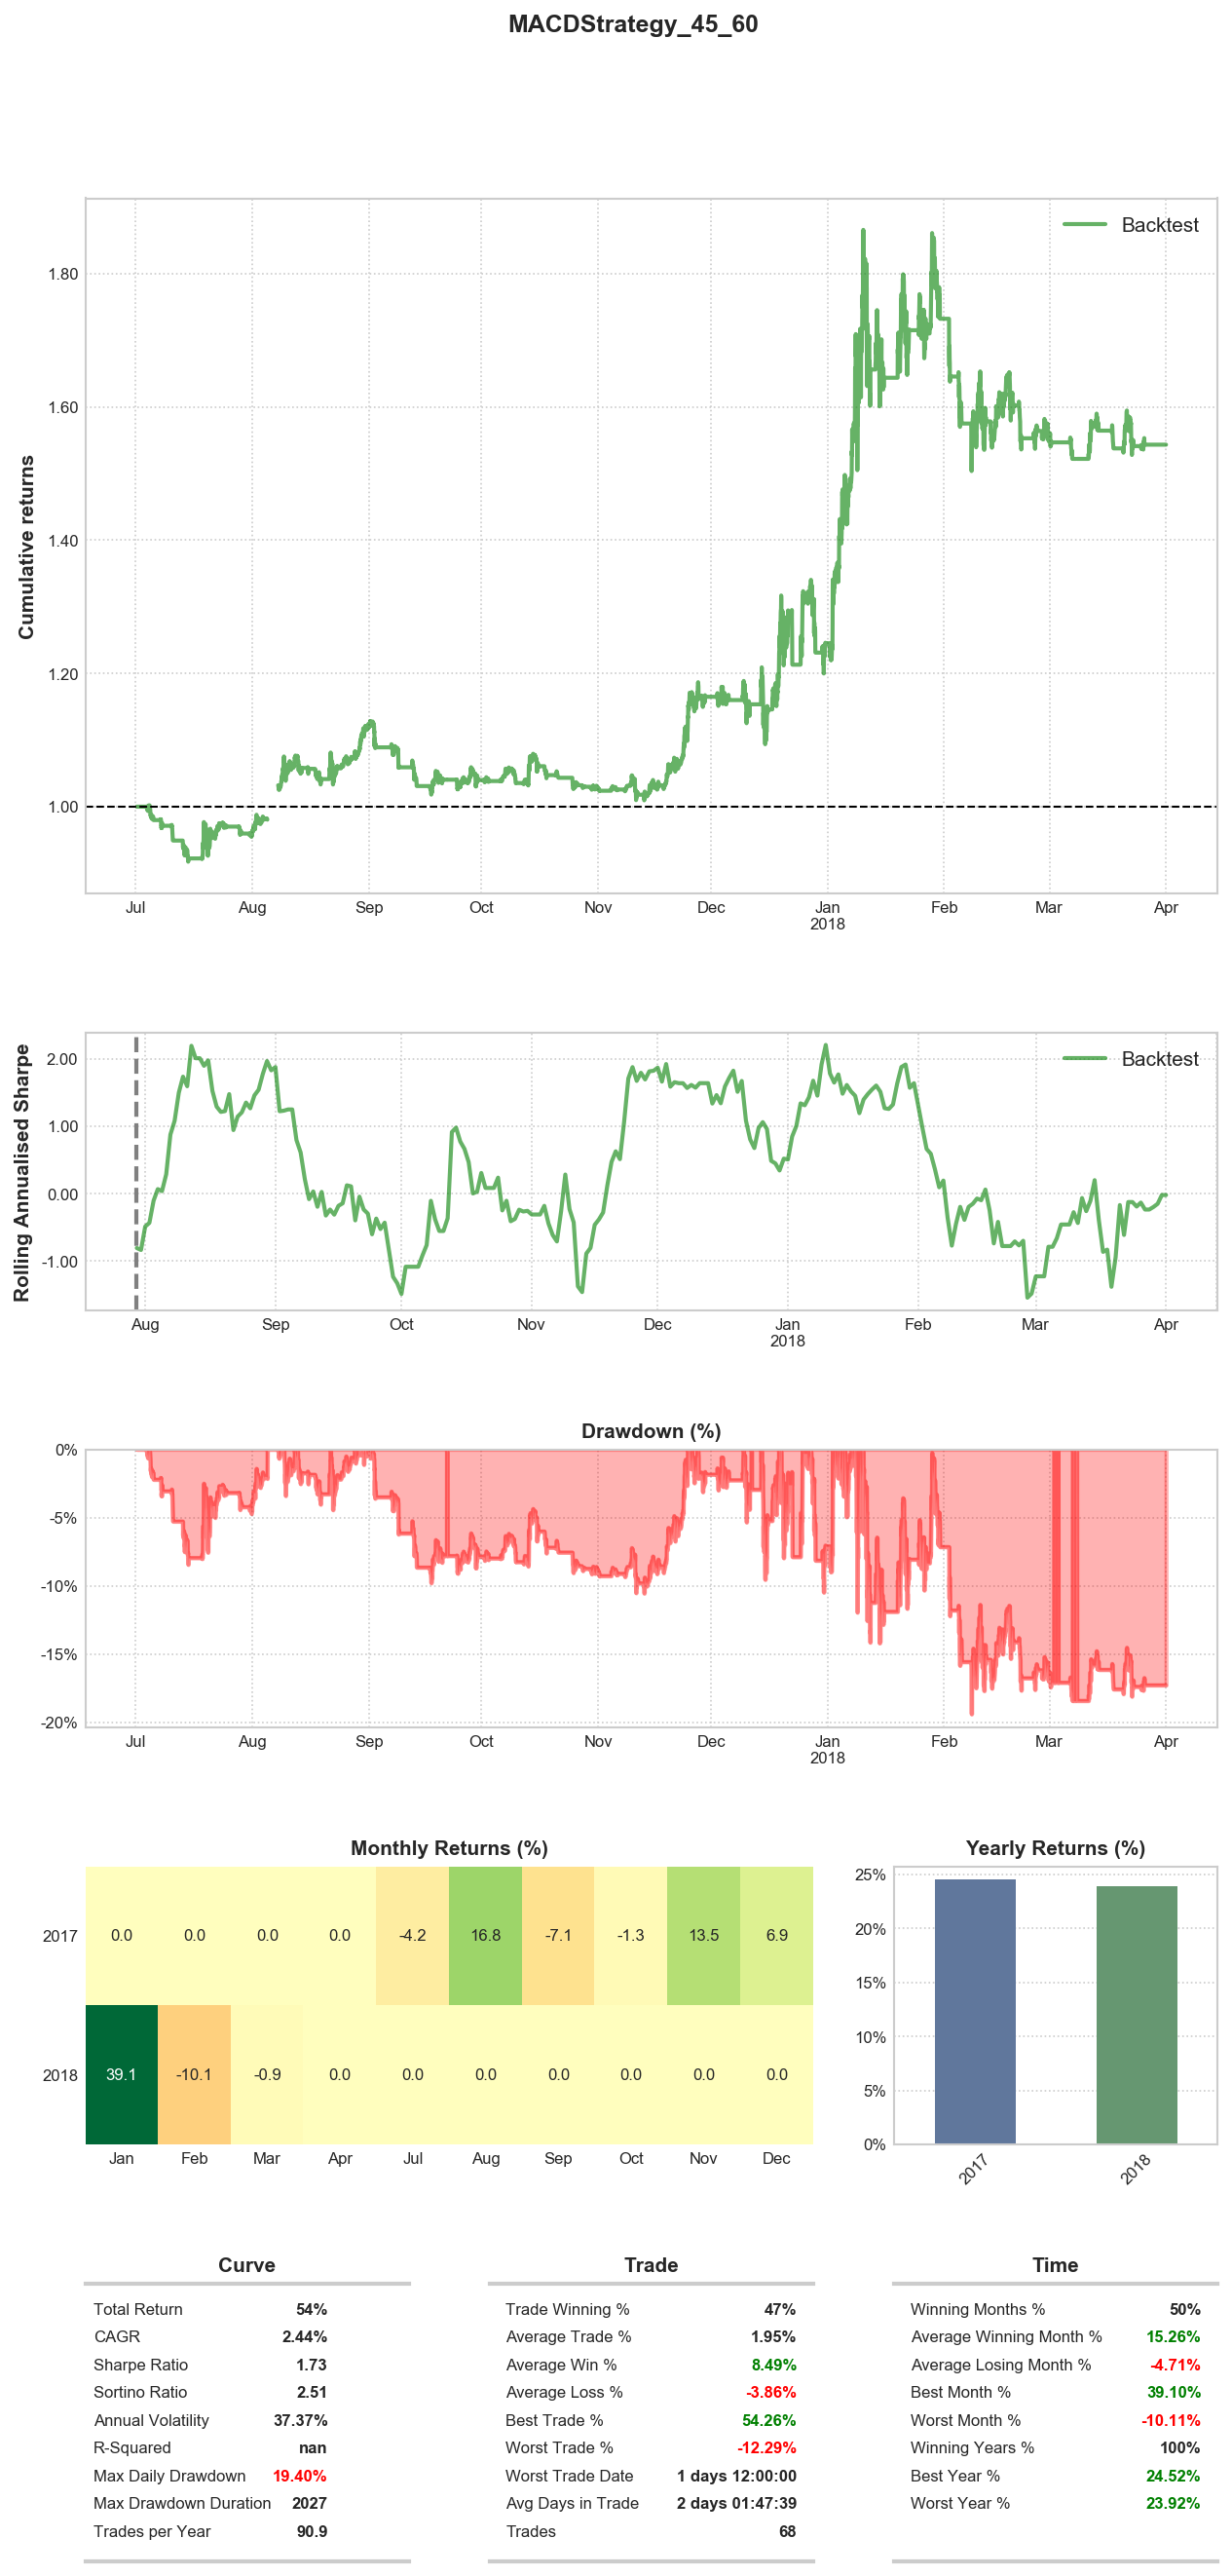 MACDStrategy_45_60
Backtest
Cumulative returns
1.80
1.60
1.40
1.20
1.00
Jul Aug Sep Oct Nov Dec Jan Feb Mar Apr
2018
Backtest
Rolling Annualised Sharpe
2.00
1.00
0.00
-1.00
Aug Sep Oct Nov Dec Jan Feb Mar Apr
2018
Drawdown (%)
0%
-5%
-10%
-15%
-20%
Jul Aug Sep Oct Nov Dec Jan Feb Mar Apr
2018
Monthly Returns (%)
2017 0.0 0.0 0.0 0.0 -4.2 16.8 -7.1 -1.3 13.5 6.9
2018 39.1 -10.1 -0.9 0.0 0.0 0.0 0.0 0.0 0.0 0.0
Jan Feb Mar Apr Jul Aug Sep Oct Nov Dec
Yearly Returns (%)
25%
20%
15%
10%
5%
0%
2017 2018
Curve
Total Return 54%
CAGR 2.44%
Sharpe Ratio 1.73
Sortino Ratio 2.51
Annual Volatility 37.37%
R-Squared nan
Max Daily Drawdown 19.40%
Max Drawdown Duration 2027
Trades per Year 90.9
Trade
Trade Winning % 47%
Average Trade % 1.95%
Average Win % 8.49%
Average Loss % -3.86%
Best Trade % 54.26%
Worst Trade % -12.29%
Worst Trade Date 1 days 12:00:00
Avg Days in Trade 2 days 01:47:39
Trades 68
Time
Winning Months % 50%
Average Winning Month % 15.26%
Average Losing Month % -4.71%
Best Month % 39.10%
Worst Month % -10.11%
Winning Years % 100%
Best Year % 24.52%
Worst Year % 23.92%